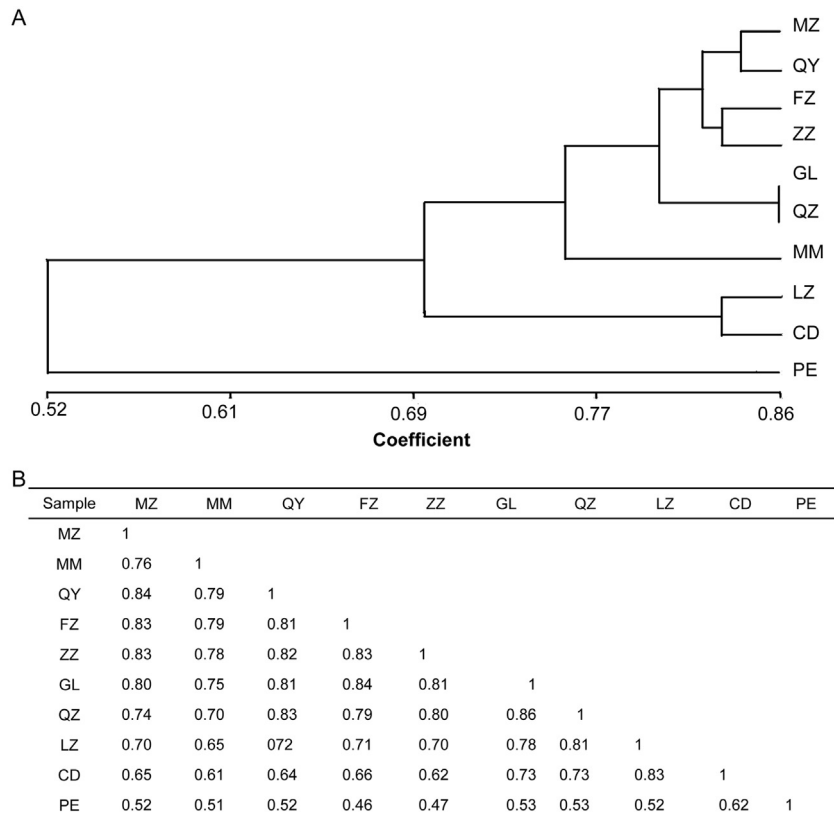 A
MZ
QY
FZ
ZZ
GL
QZ
MM
LZ
CD
PE
0.52 0.61 0.69 0.77 0.86
Coefficient
B
Sample MZ MM QY FZ ZZ GL QZ LZ CD PE
MZ 1
MM 0.76 1
QY 0.84 0.79 1
FZ 0.83 0.79 0.81 1
ZZ 0.83 0.78 0.82 0.83 1
GL 0.80 0.75 0.81 0.84 0.81 1
QZ 0.74 0.70 0.83 0.79 0.80 0.86 1
LZ 0.70 0.65 072 0.71 0.70 0.78 0.81 1
CD 0.65 0.61 0.64 0.66 0.62 0.73 0.73 0.83 1
PE 0.52 0.51 0.52 0.46 0.47 0.53 0.53 0.52 0.62 1